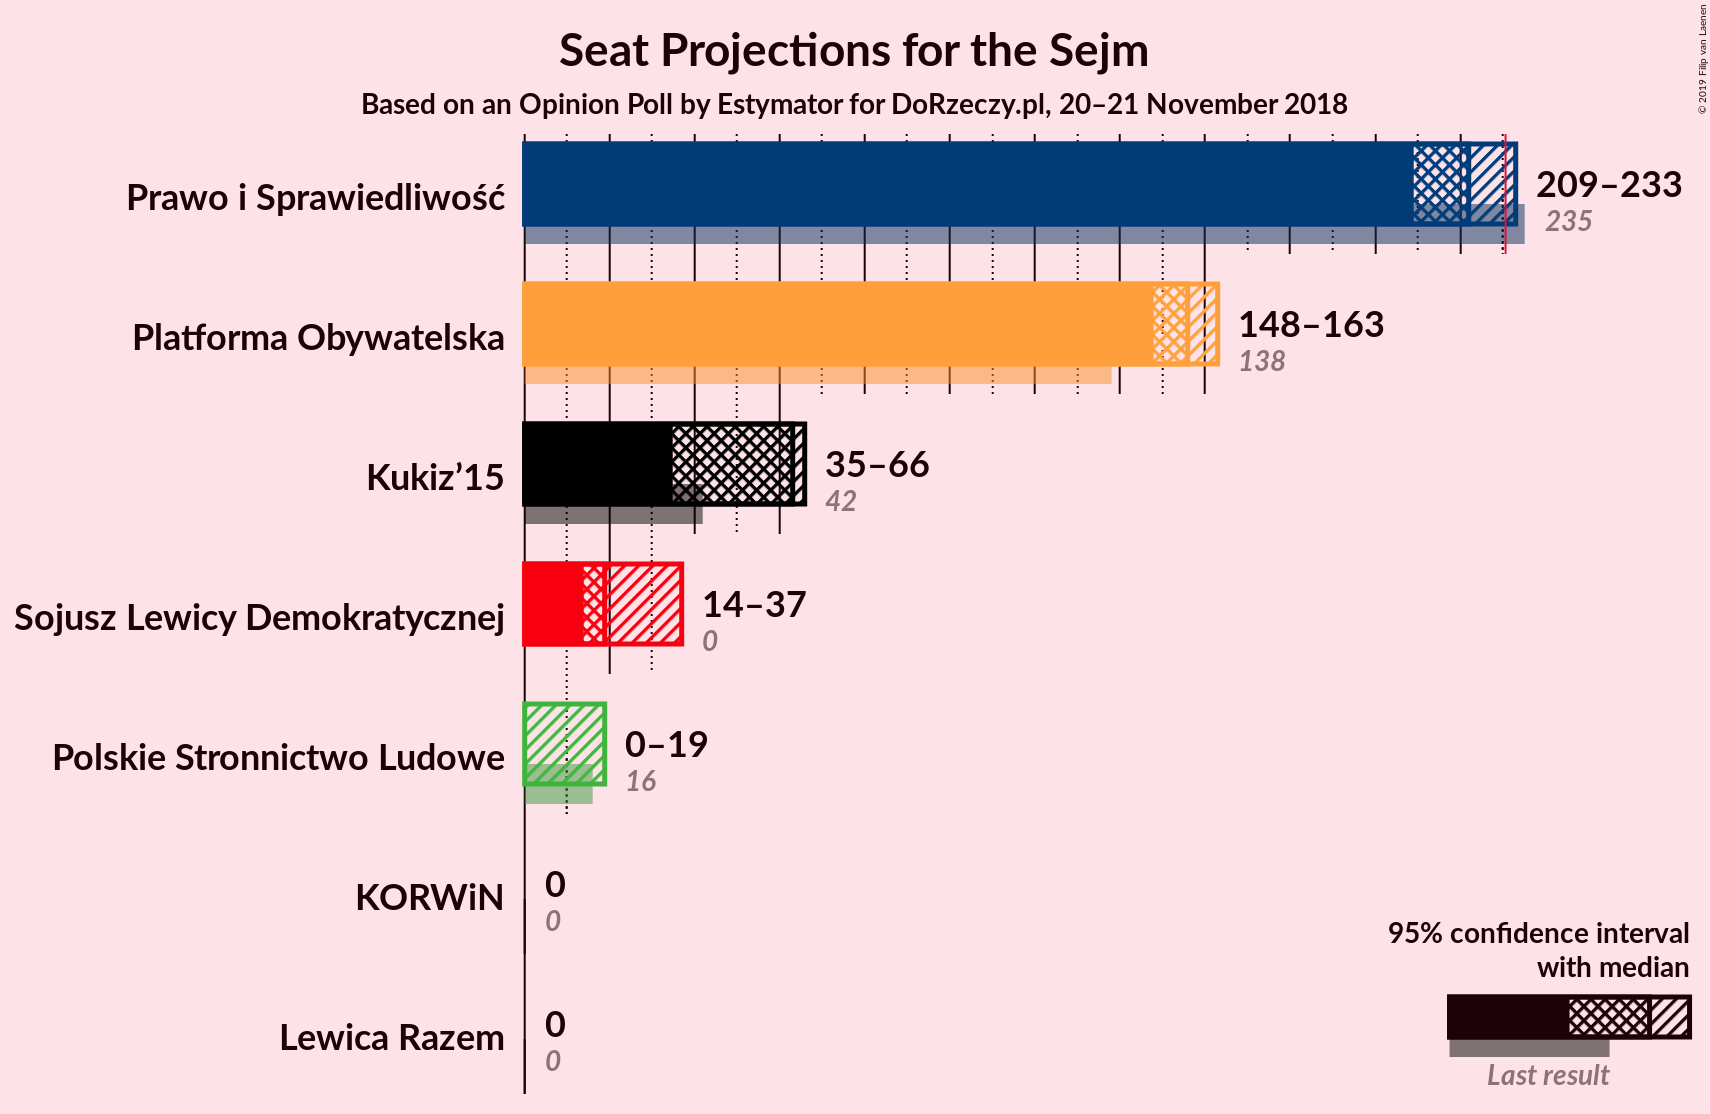 Seat Projections for the Sejm
Based on an Opinion Poll by Estymator for DoRzeczy.pl, 20–21 November 2018
© 2019 Filip van Laenen
Prawo i Sprawiedliwość
209–233
235
Platforma Obywatelska
148–163
138
Kukiz’15
35–66
42
Sojusz Lewicy Demokratycznej
14–37
0
Polskie Stronnictwo Ludowe
0–19
16
KORWiN
0
0
Lewica Razem
0
0
95% confidence interval
with median
Last result